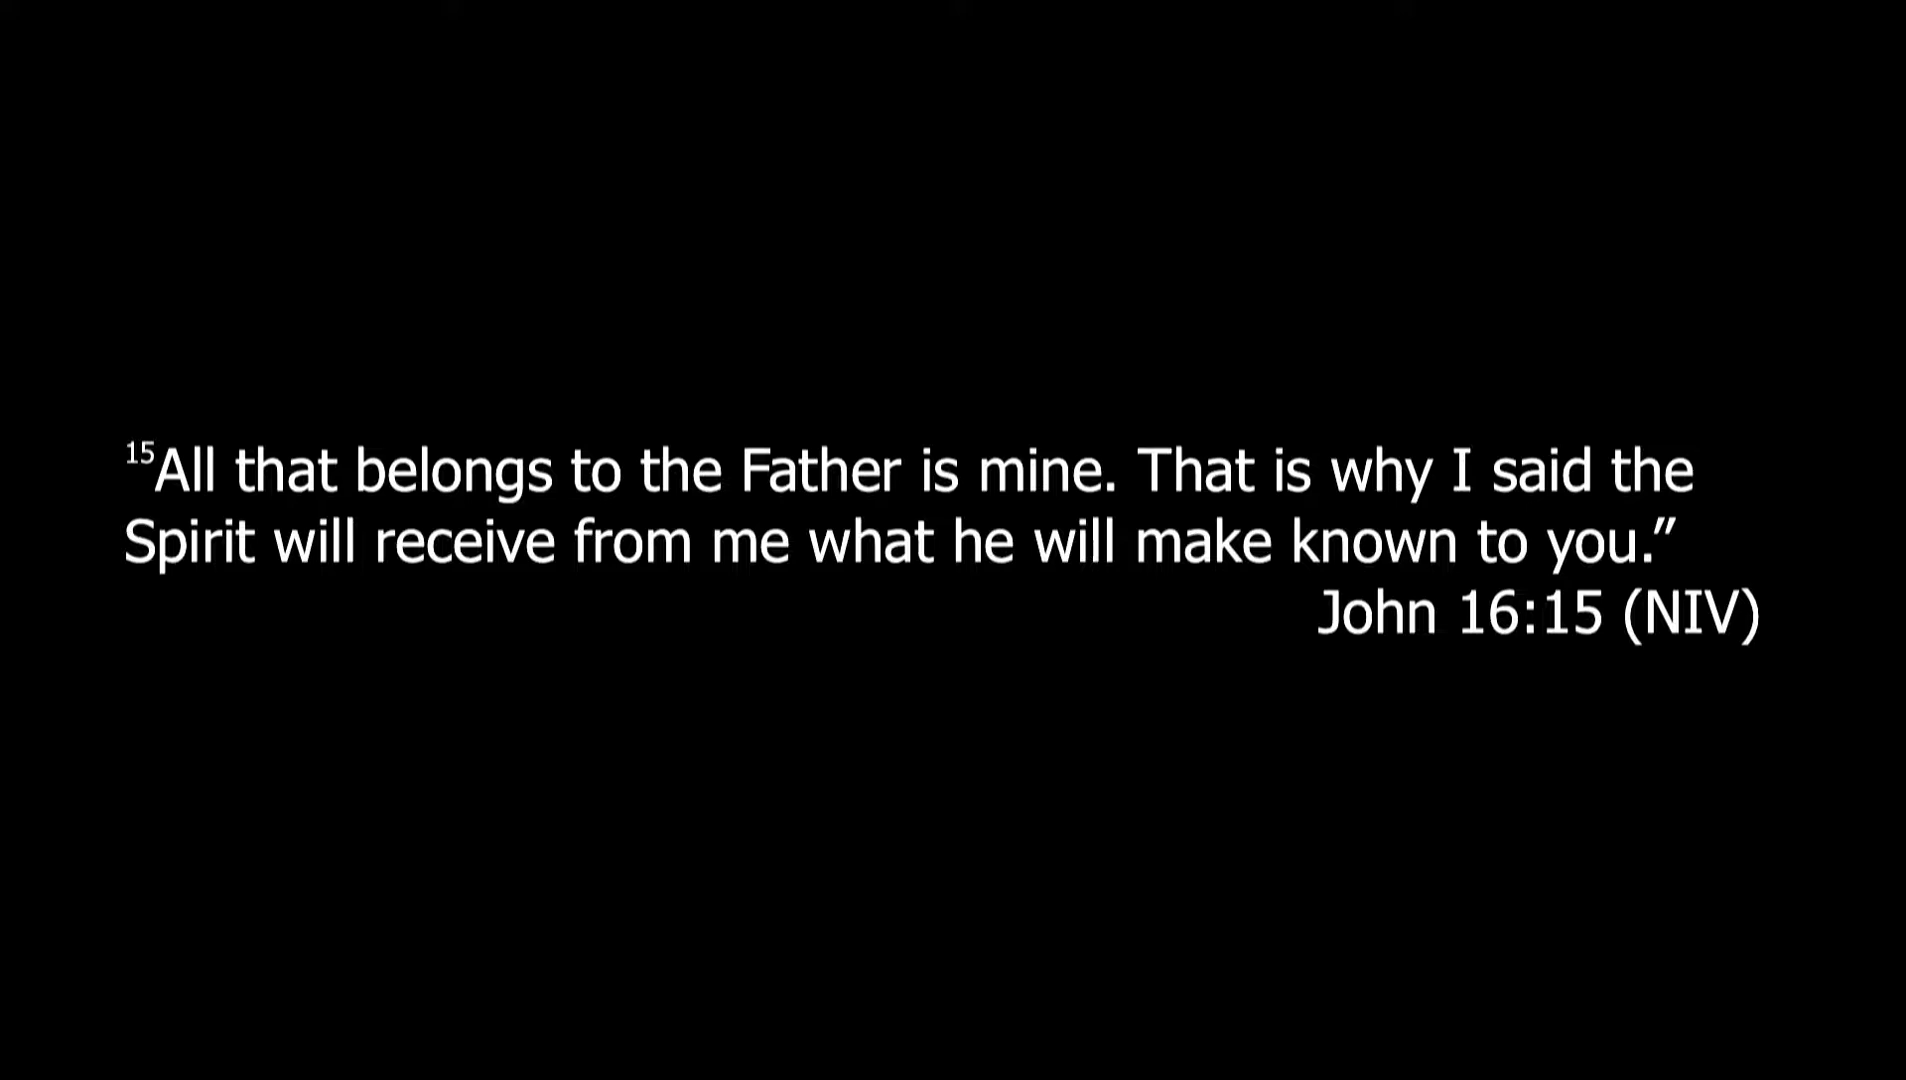 ¹⁵All that belongs to the Father is mine. That is why I said the
Spirit will receive from me what he will make known to you.”
John 16:15 (NIV)